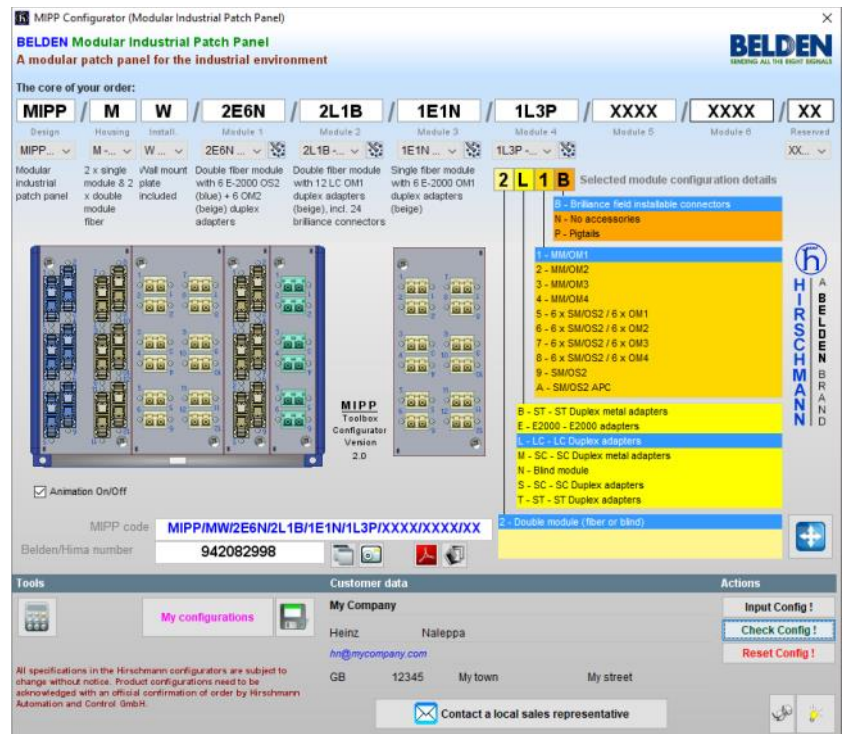 MIPP Configurator (Modular Industrial Patch Panel)
BELDEN Modular Industrial Patch Panel
A modular patch panel for the industrial environment
BELDEN
SENDING ALL THE RIGHT SIGNALS
The core of your order:
MIPP / M W / 2E6N / 2L1B / 1E1N / 1L3P / XXXX / XXXX / XX
Design Housing Install. Module 1 Module 2 Module 3 Module 4 Module 5 Module 6 Reserved
MIPP... M -... W ... 2E6N ... 2L1B -... 1E1N ... 1L3P -... XX...
Modular industrial patch panel
2 x single module & 2 x double module fiber
Wall mount plate included
Double fiber module with 6 E-2000 OS2 (blue) + 6 OM2 (beige) duplex adapters
Double fiber module with 12 LC OM1 duplex adapters (beige), incl. 24 brilliance connectors
Single fiber module with 6 E-2000 OM1 duplex adapters (beige)
2 L 1 B Selected module configuration details
B - Brilliance field installable connectors
N - No accessories
P - Pigtails
1 - MM/OM1
2 - MM/OM2
3 - MM/OM3
4 - MM/OM4
5 - 6 x SM/OS2 / 6 x OM1
6 - 6 x SM/OS2 / 6 x OM2
7 - 6 x SM/OS2 / 6 x OM3
8 - 6 x SM/OS2 / 6 x OM4
9 - SM/OS2
A - SM/OS2 APC
B - ST - ST Duplex metal adapters
E - E2000 - E2000 adapters
L - LC - LC Duplex adapters
M - SC - SC Duplex metal adapters
N - Blind module
S - SC - SC Duplex adapters
T - ST - ST Duplex adapters
2 - Double module (fiber or blind)
HIRSCHMANN
A BELDEN BRAND
MIPP
Toolbox
Configurator
Version
2.0
Animation On/Off
MIPP code MIPP/MW/2E6N/2L1B/1E1N/1L3P/XXXX/XXXX/XX
Belden/Hima number 942082998
Tools Customer data Actions
My configurations
My Company
Heinz Naleppa
hn@mycompany.com
GB 12345 My town My street
Input Config !
Check Config !
Reset Config !
All specifications in the Hirschmann configurators are subject to
change without notice. Product configurations need to be
acknowledged with an official confirmation of order by Hirschmann
Automation and Control GmbH.
Contact a local sales representative